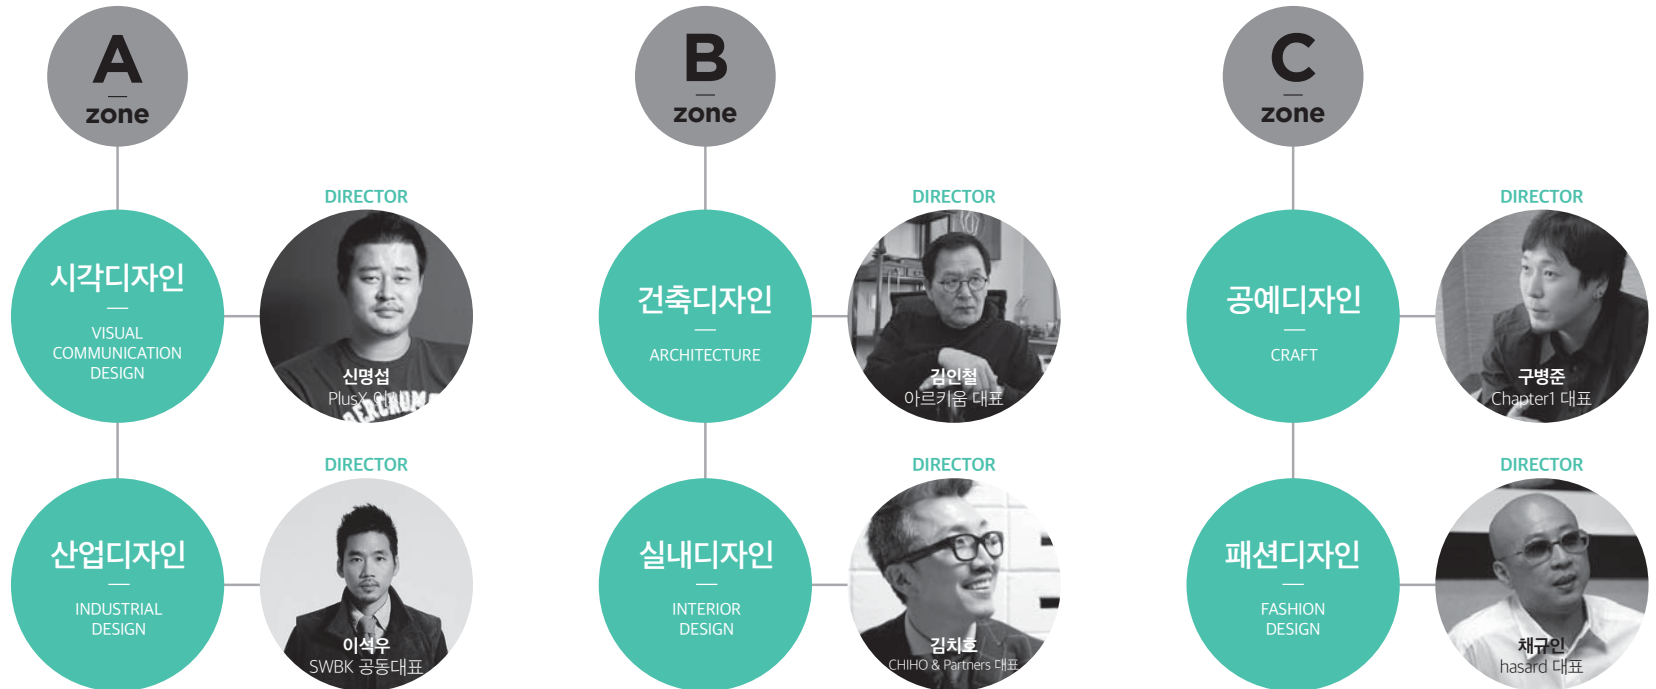 A
zone
시각디자인
VISUAL
COMMUNICATION
DESIGN
DIRECTOR
신명섭
PlusX
산업디자인
INDUSTRIAL
DESIGN
DIRECTOR
이석우
SWBK 공동대표
B
zone
건축디자인
ARCHITECTURE
DIRECTOR
김인철
아르키움 대표
실내디자인
INTERIOR
DESIGN
DIRECTOR
김치호
CHIHO & Partners 대표
C
zone
공예디자인
CRAFT
DIRECTOR
구병준
Chapter1 대표
패션디자인
FASHION
DESIGN
DIRECTOR
채규인
hasard 대표